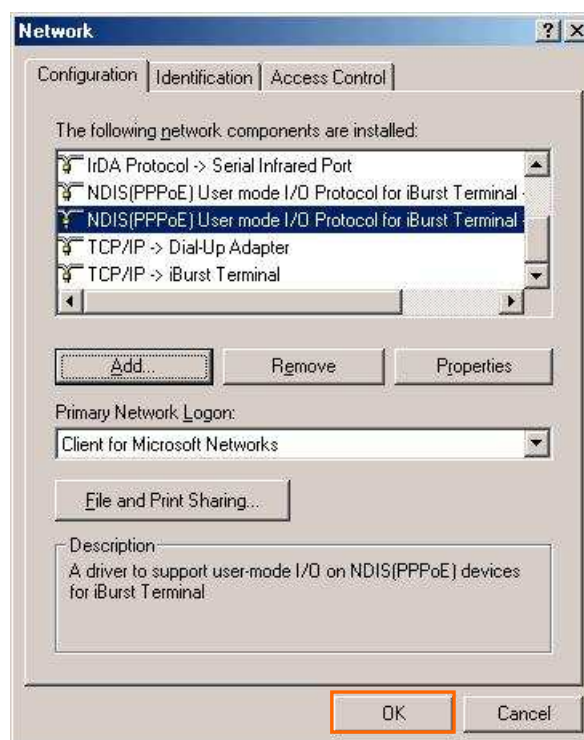 Network
Configuration Identification Access Control
The following network components are installed:
IrDA Protocol -> Serial Infrared Port
NDIS(PPPoE) User mode I/O Protocol for iBurst Terminal -
NDIS(PPPoE) User mode I/O Protocol for iBurst Terminal -
TCP/IP -> Dial-Up Adapter
TCP/IP -> iBurst Terminal
Add... Remove Properties
Primary Network Logon:
Client for Microsoft Networks
File and Print Sharing...
Description
A driver to support user-mode I/O on NDIS(PPPoE) devices
for iBurst Terminal
OK Cancel